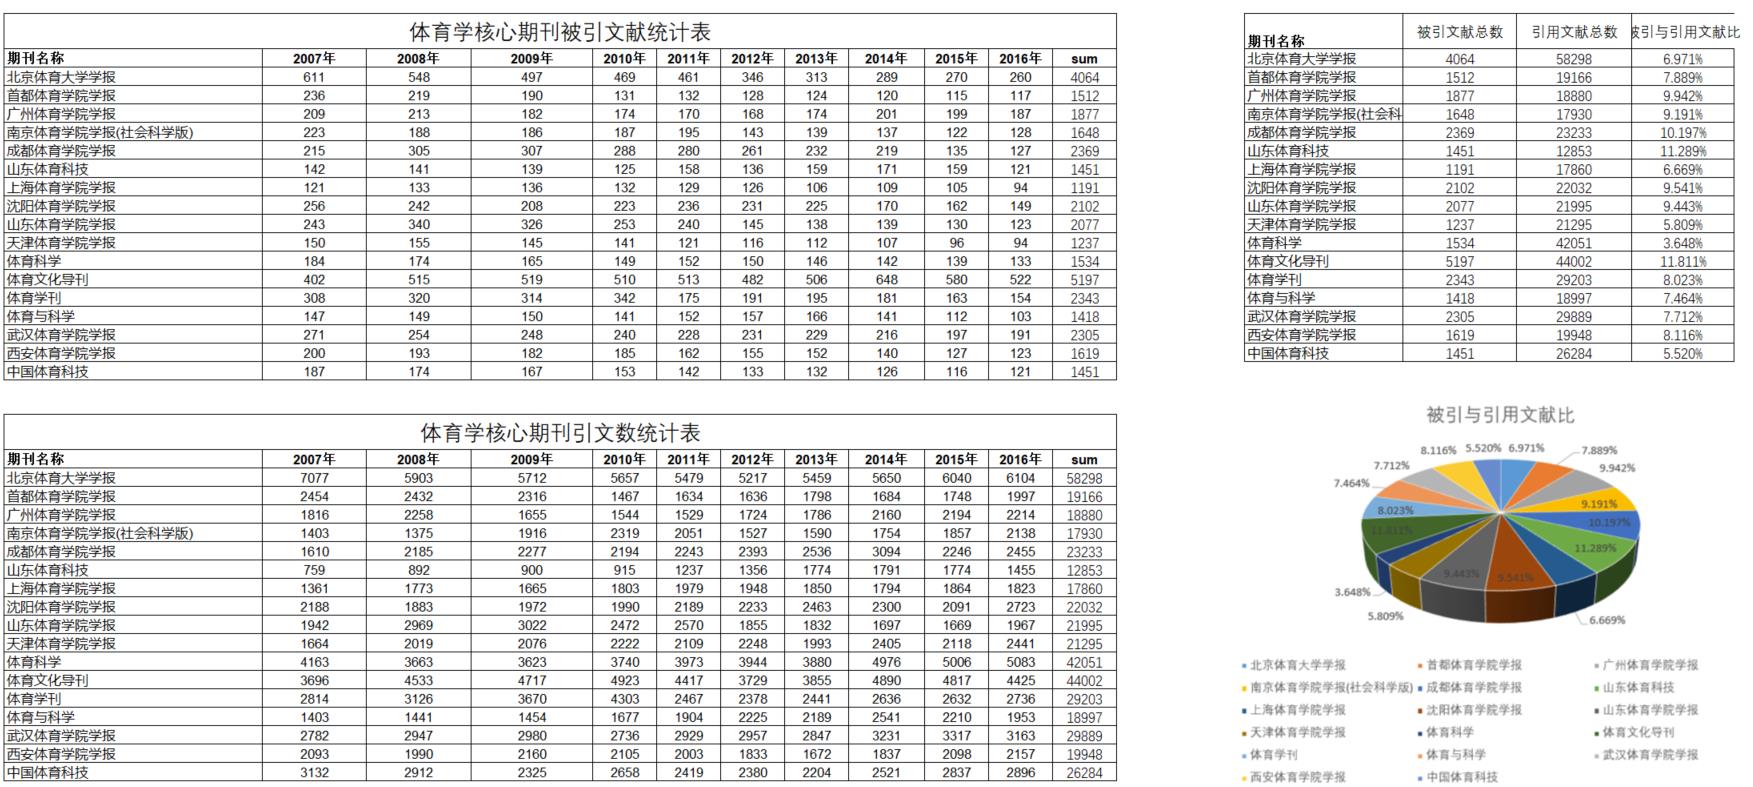 体育学核心期刊被引文献统计表
期刊名称 2007年 2008年 2009年 2010年 2011年 2012年 2013年 2014年 2015年 2016年 sum
北京体育大学学报 611 548 497 469 461 346 313 289 270 260 4064
首都体育学院学报 236 219 190 131 132 128 124 120 115 117 1512
广州体育学院学报 209 213 182 174 170 168 174 201 199 187 1877
南京体育学院学报(社会科学版) 223 188 186 187 195 143 139 137 122 128 1648
成都体育学院学报 215 305 307 288 280 261 232 219 135 127 2369
山东体育科技 142 141 139 125 158 136 159 171 159 121 1451
上海体育学院学报 121 133 136 132 129 126 106 109 105 94 1191
沈阳体育学院学报 256 242 208 223 236 231 225 170 162 149 2102
山东体育学院学报 243 340 326 253 240 145 138 139 130 123 2077
天津体育学院学报 150 155 145 141 121 116 112 107 96 94 1237
体育科学 184 174 165 149 152 150 146 142 139 133 1534
体育文化导刊 402 515 519 510 513 482 506 648 580 522 5197
体育学刊 308 320 314 342 175 191 195 181 163 154 2343
体育与科学 147 149 150 141 152 157 166 141 112 103 1418
武汉体育学院学报 271 254 248 240 228 231 229 216 197 191 2305
西安体育学院学报 200 193 182 185 162 155 152 140 127 123 1619
中国体育科技 187 174 167 153 142 133 132 126 116 121 1451
体育学核心期刊引文数统计表
期刊名称 2007年 2008年 2009年 2010年 2011年 2012年 2013年 2014年 2015年 2016年 sum
北京体育大学学报 7077 5903 5712 5657 5479 5217 5459 5650 6040 6104 58298
首都体育学院学报 2454 2432 2316 1467 1634 1636 1798 1684 1748 1997 19166
广州体育学院学报 1816 2258 1655 1544 1529 1724 1786 2160 2194 2214 18880
南京体育学院学报(社会科学版) 1403 1375 1916 2319 2051 1527 1590 1754 1857 2138 17930
成都体育学院学报 1610 2185 2277 2194 2243 2393 2536 3094 2246 2455 23233
山东体育科技 759 892 900 915 1237 1356 1774 1791 1774 1455 12853
上海体育学院学报 1361 1773 1665 1803 1979 1948 1850 1794 1864 1823 17860
沈阳体育学院学报 2188 1883 1972 1990 2189 2233 2463 2300 2091 2723 22032
山东体育学院学报 1942 2969 3022 2472 2570 1855 1832 1697 1669 1967 21995
天津体育学院学报 1664 2019 2076 2222 2109 2248 1993 2405 2118 2441 21295
体育科学 4163 3663 3623 3740 3973 3944 3880 4976 5006 5083 42051
体育文化导刊 3696 4533 4717 4923 4417 3729 3855 4890 4817 4425 44002
体育学刊 2814 3126 3670 4303 2467 2378 2441 2636 2632 2736 29203
体育与科学 1403 1441 1454 1677 1904 2225 2189 2541 2210 1953 18997
武汉体育学院学报 2782 2947 2980 2736 2929 2957 2847 3231 3317 3163 29889
西安体育学院学报 2093 1990 2160 2105 2003 1833 1672 1837 2098 2157 19948
中国体育科技 3132 2912 2325 2658 2419 2380 2204 2521 2837 2896 26284
期刊名称 被引文献总数 引用文献总数 被引与引用文献比
北京体育大学学报 4064 58298 6.971%
首都体育学院学报 1512 19166 7.889%
广州体育学院学报 1877 18880 9.942%
南京体育学院学报(社会科 1648 17930 9.191%
成都体育学院学报 2369 23233 10.197%
山东体育科技 1451 12853 11.289%
上海体育学院学报 1191 17860 6.669%
沈阳体育学院学报 2102 22032 9.541%
山东体育学院学报 2077 21995 9.443%
天津体育学院学报 1237 21295 5.809%
体育科学 1534 42051 3.648%
体育文化导刊 5197 44002 11.811%
体育学刊 2343 29203 8.023%
体育与科学 1418 18997 7.464%
武汉体育学院学报 2305 29889 7.712%
西安体育学院学报 1619 19948 8.116%
中国体育科技 1451 26284 5.520%
被引与引用文献比
8.116% 5.520% 6.971% 7.889%
7.712% 9.942%
7.464% 9.191%
8.023% 10.197%
11.811% 11.289%
9.443% 9.541%
3.648% 6.669%
5.809%
北京体育大学学报 首都体育学院学报 广州体育学院学报
南京体育学院学报(社会科学版) 成都体育学院学报 山东体育科技
上海体育学院学报 沈阳体育学院学报 山东体育学院学报
天津体育学院学报 体育科学 体育文化导刊
体育学刊 体育与科学 武汉体育学院学报
西安体育学院学报 中国体育科技